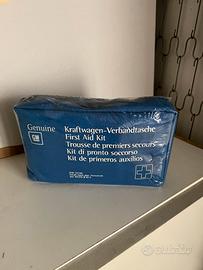 Genuine
GM
Kraftwagen-Verbandtasche
First Aid Kit
Trousse de premiers secours
Kit di pronto soccorso
Kit de primeros auxilios
Subito